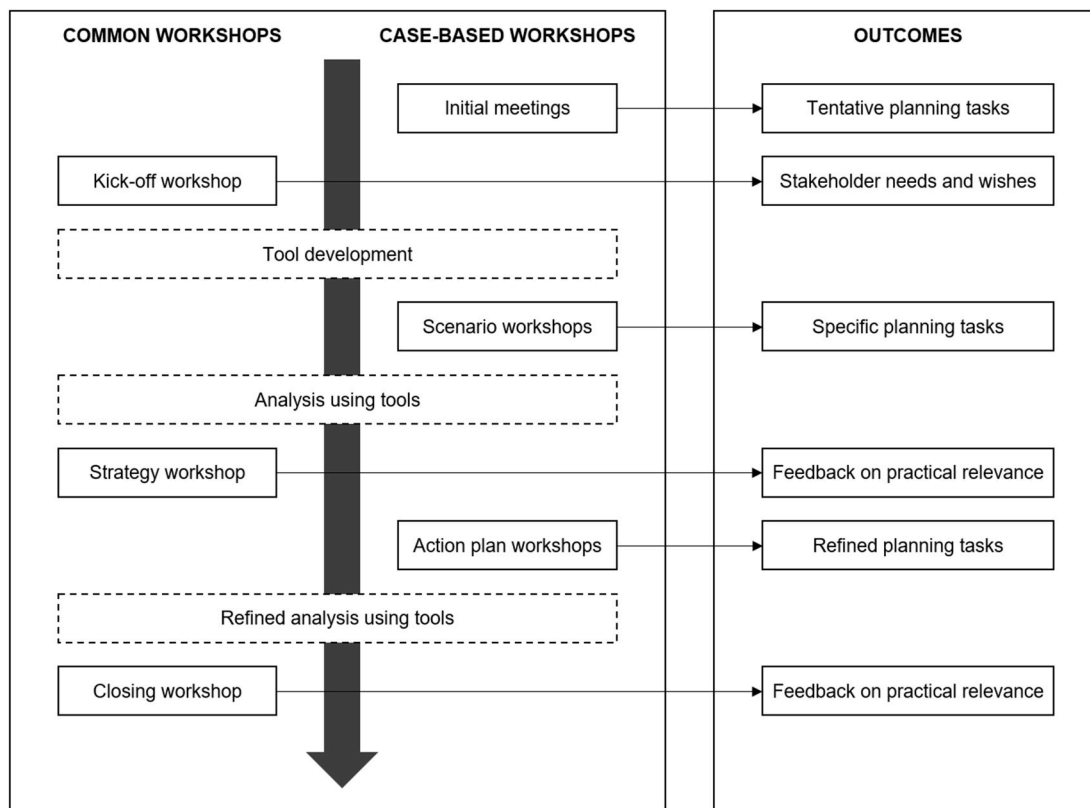 COMMON WORKSHOPS
CASE-BASED WORKSHOPS
OUTCOMES
Initial meetings
Tentative planning tasks
Kick-off workshop
Stakeholder needs and wishes
Tool development
Scenario workshops
Specific planning tasks
Analysis using tools
Strategy workshop
Feedback on practical relevance
Action plan workshops
Refined planning tasks
Refined analysis using tools
Closing workshop
Feedback on practical relevance